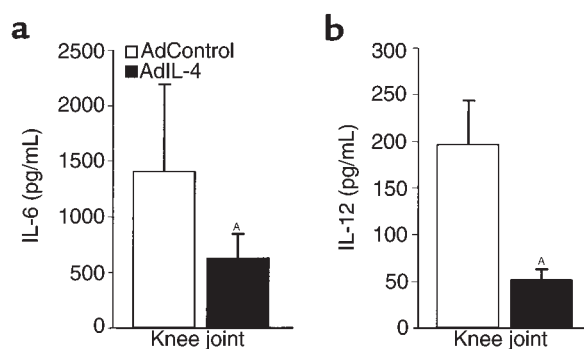 a
IL-6 (pg/mL)
2500
2000
1500
1000
500
0
AdControl
AdIL-4
A
Knee joint
b
IL-12 (pg/mL)
300
250
200
150
100
50
0
A
Knee joint